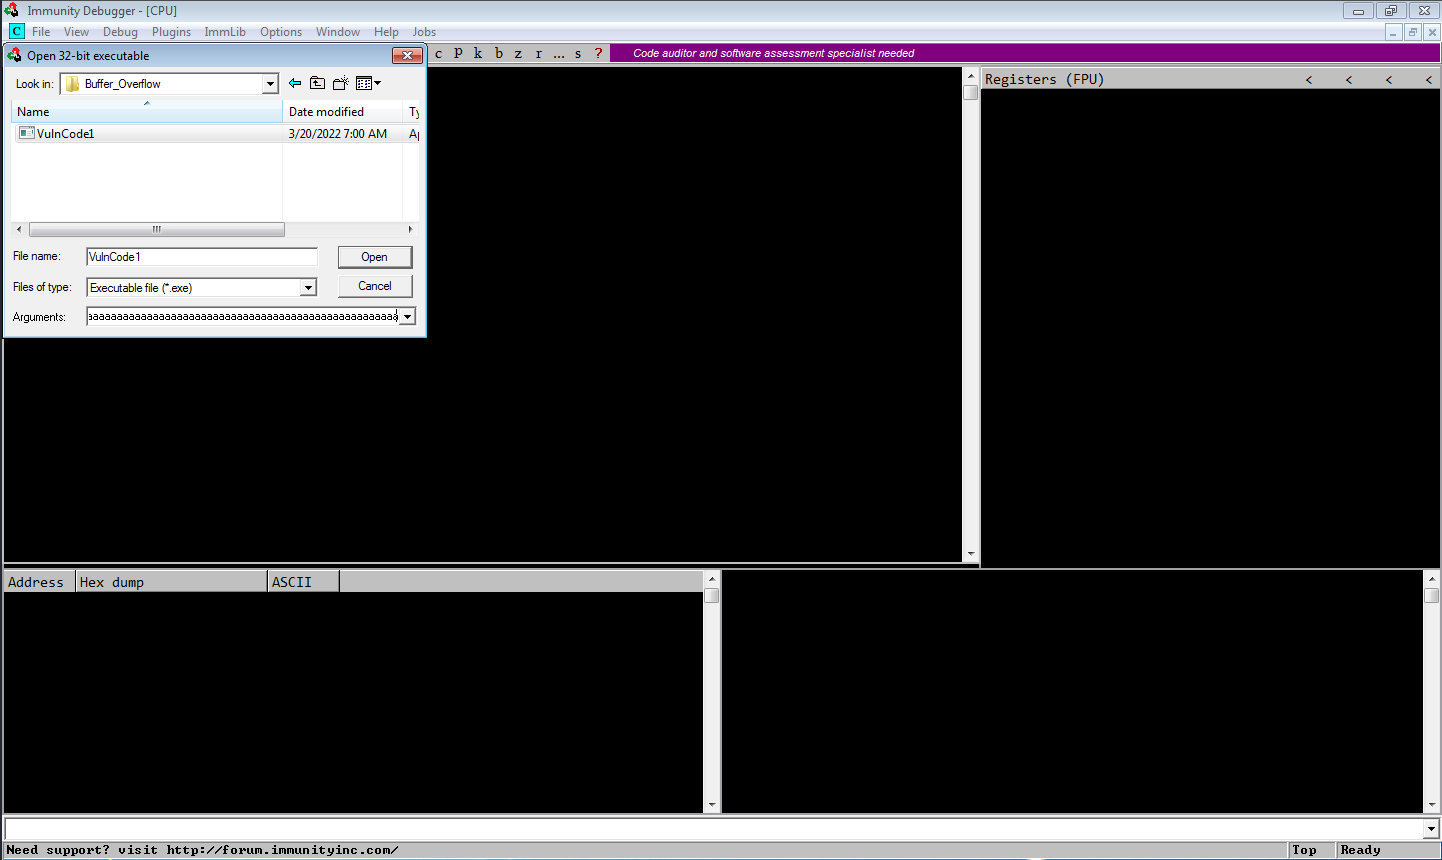 Immunity Debugger - [CPU]
C File View Debug Plugins ImmLib Options Window Help Jobs
Open 32-bit executable
c P k b z r ... s ? Code auditor and software assessment specialist needed
Look in: Buffer_Overflow
Registers (FPU) < < < <
Name Date modified
VulnCode1 3/20/2022 7:00 AM
File name: VulnCode1 Open
Files of type: Executable file (*.exe) Cancel
Arguments:
Address Hex dump ASCII
Need support? visit http://forum.immunityinc.com/ Top Ready